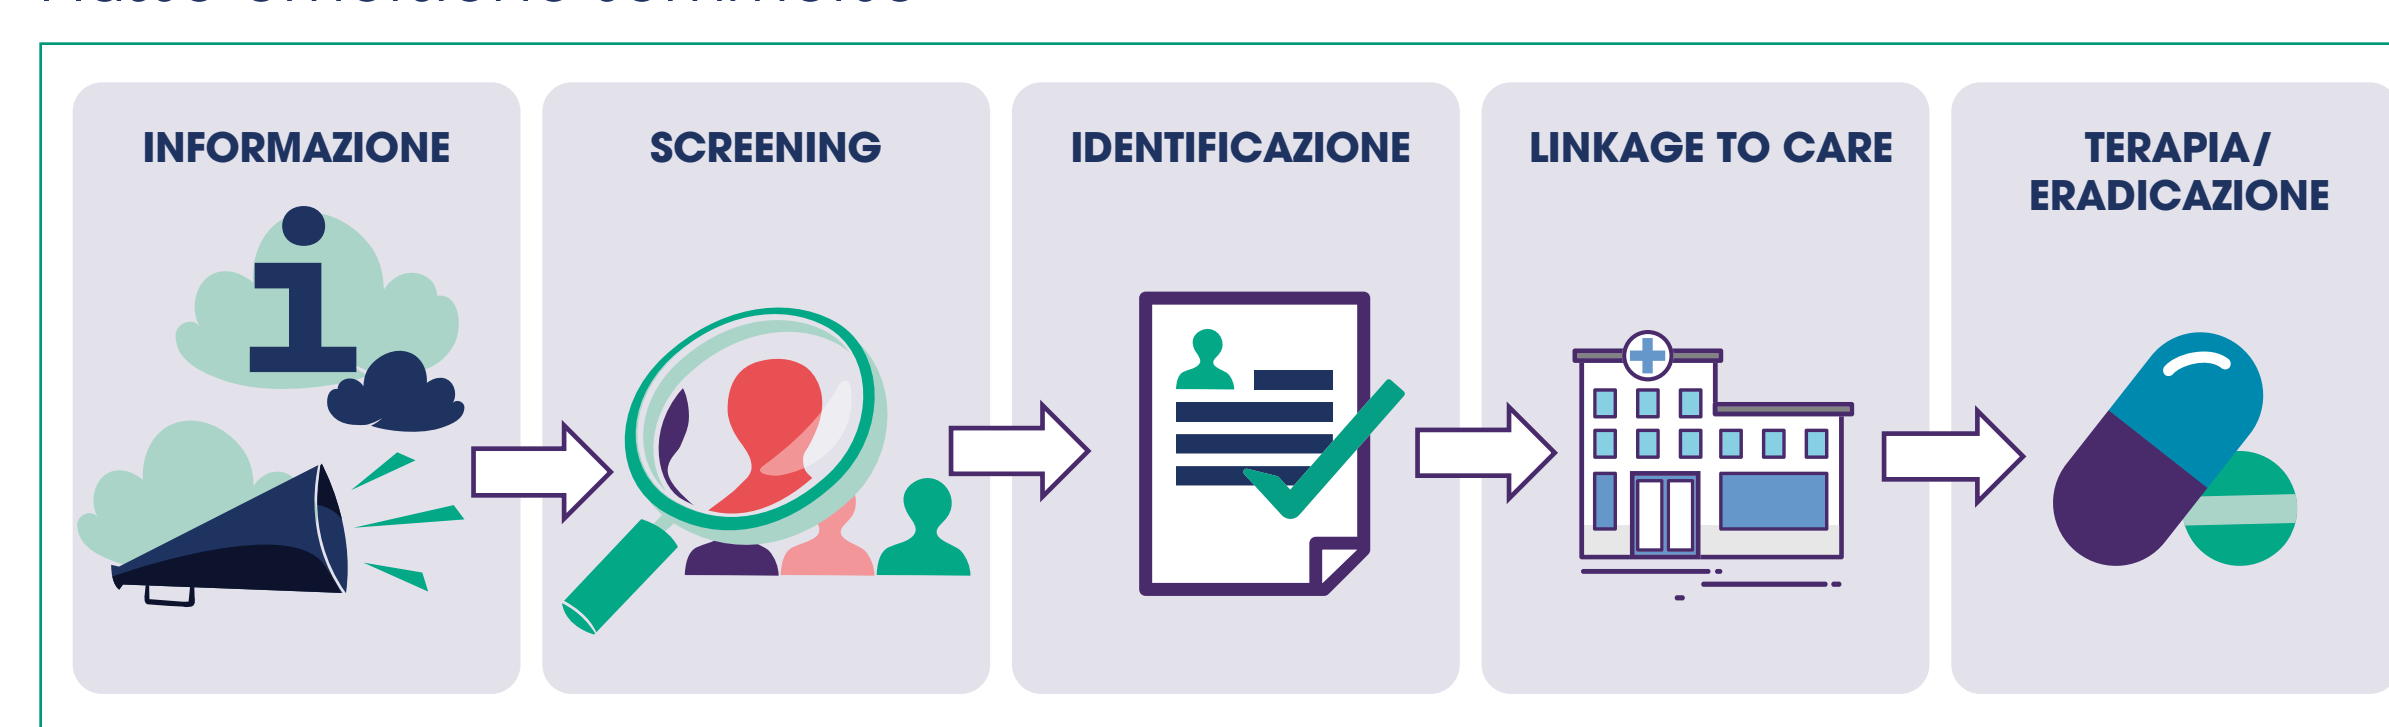 INFORMAZIONE
SCREENING
IDENTIFICAZIONE
LINKAGE TO CARE
TERAPIA/
ERADICAZIONE